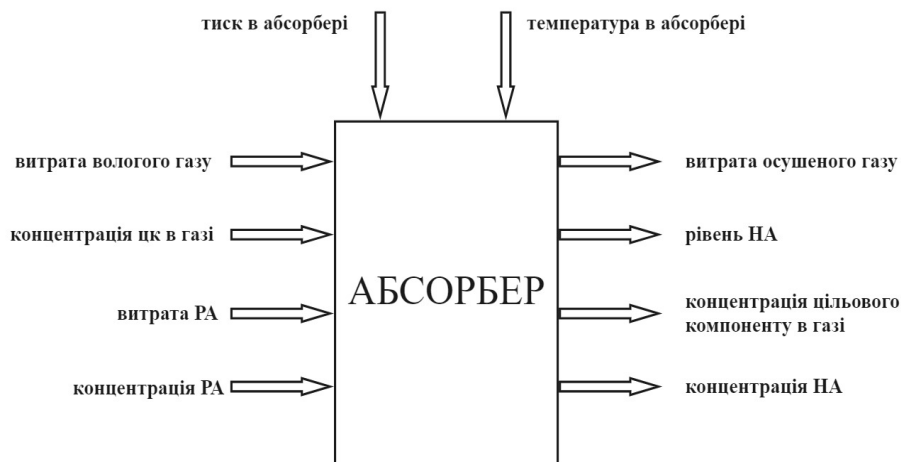 тиск в абсорбері
температура в абсорбері
витрата вологого газу
витрата осушеного газу
концентрація цк в газі
рівень НА
АБСОРБЕР
витрата РА
концентрація цільового
компоненту в газі
концентрація РА
концентрація НА